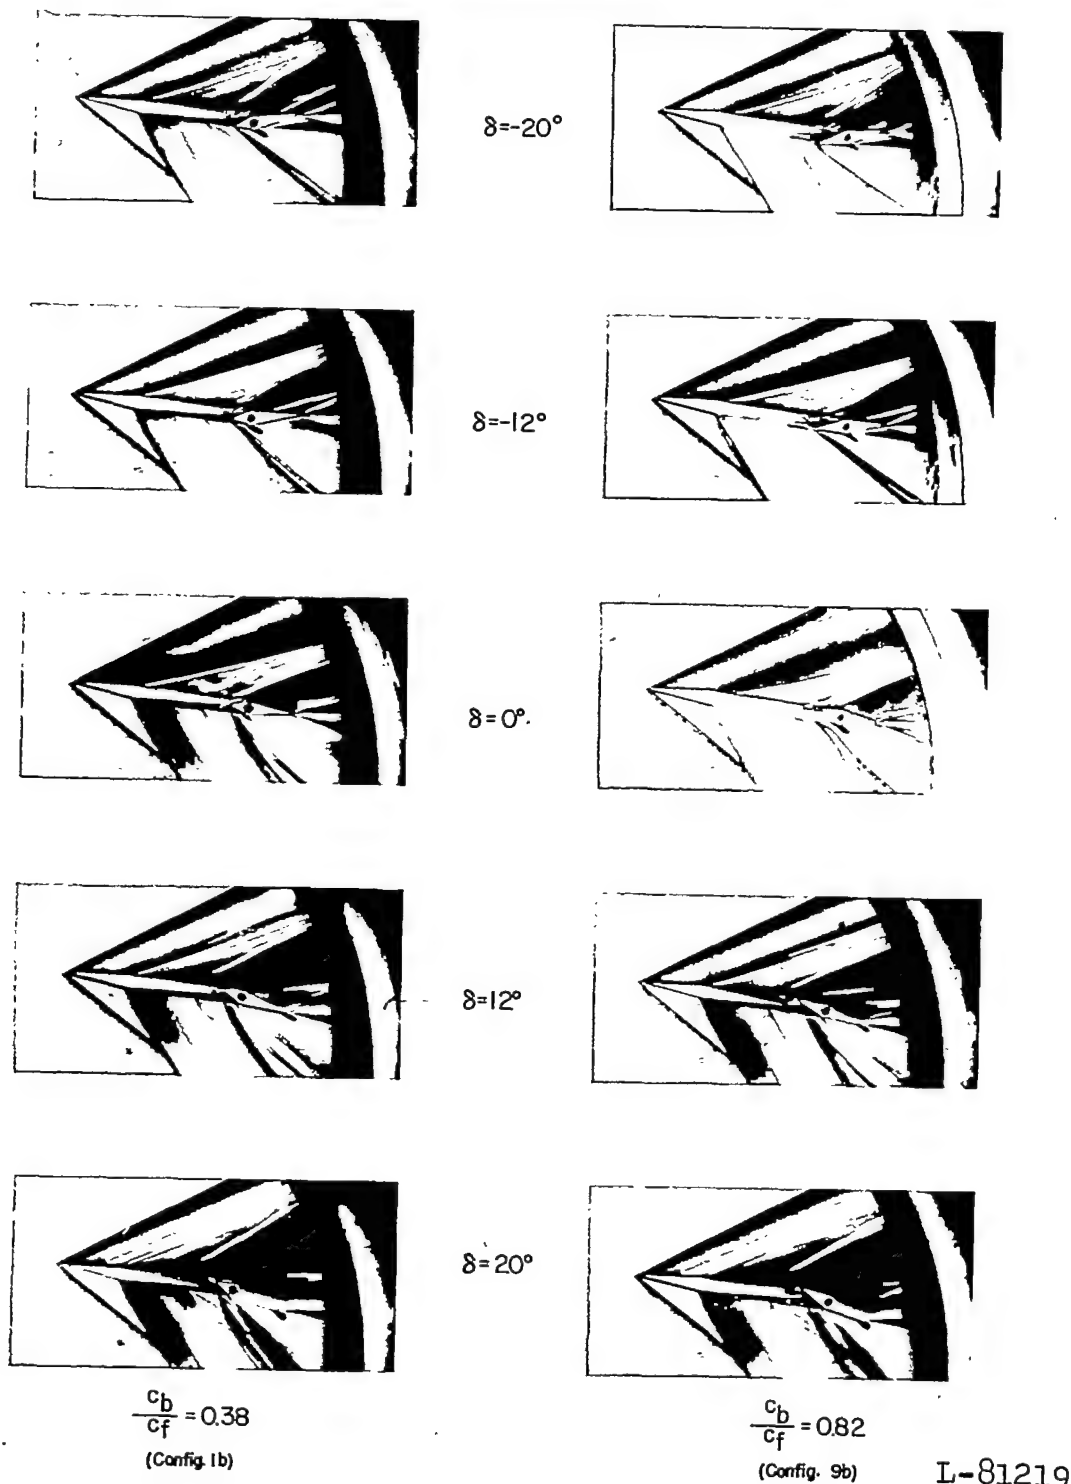 δ=-20°
δ=-12°
δ=0°.
δ=12°
δ=20°
c_b/c_f = 0.38
(Config. 1b)
c_b/c_f = 0.82
(Config. 9b)
L-81219